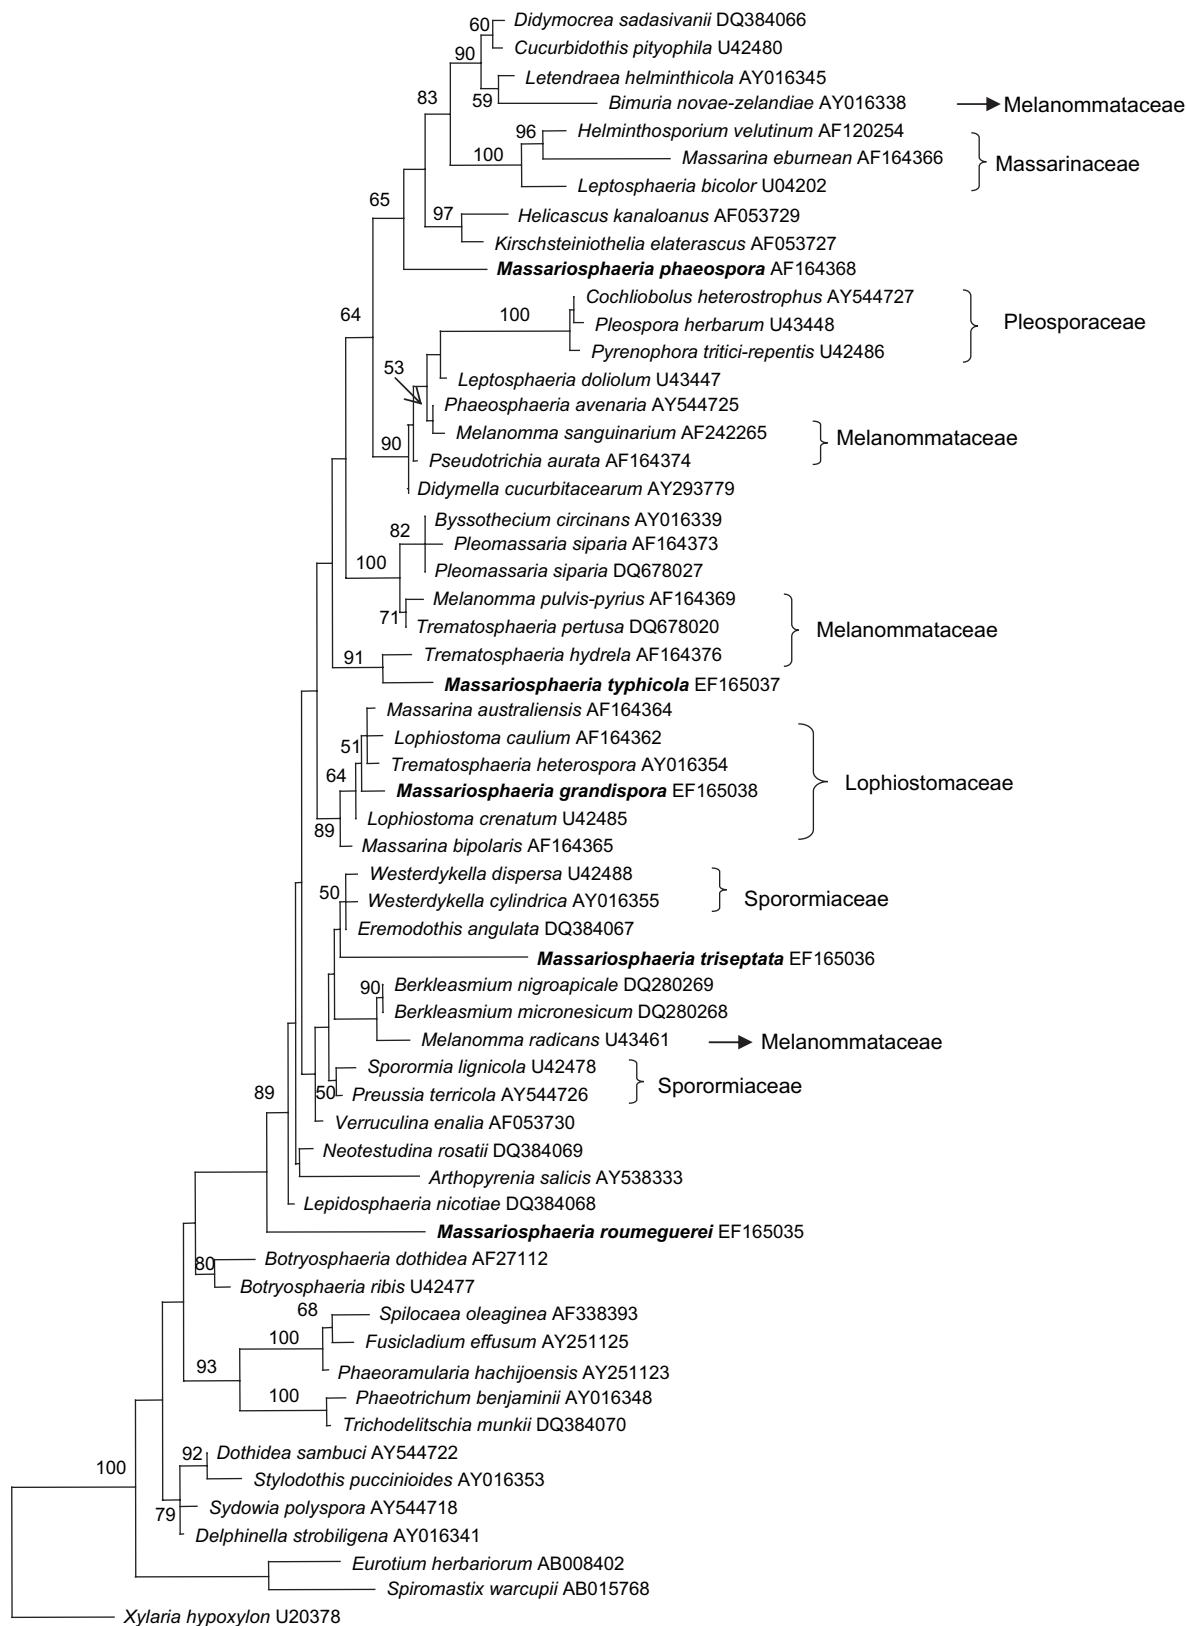 60 Didymocrea sadasivanii DQ384066
Cucurbidothis pityophila U42480
90
Letendraea helminthicola AY016345
59 Bimuria novae-zelandiae AY016338 Melanommataceae
83
96 Helminthosporium velutinum AF120254
100 Massarina eburnean AF164366 Massarinaceae
Leptosphaeria bicolor U04202
65
97 Helicascus kanaloanus AF053729
Kirschsteiniothelia elaterascus AF053727
Massariosphaeria phaeospora AF164368
64
Cochliobolus heterostrophus AY544727
100 Pleospora herbarum U43448 Pleosporaceae
Pyrenophora tritici-repentis U42486
53 Leptosphaeria doliolum U43447
Phaeosphaeria avenaria AY544725
Melanomma sanguinarium AF242265 Melanommataceae
90 Pseudotrichia aurata AF164374
Didymella cucurbitacearum AY293779
Byssothecium circinans AY016339
82 Pleomassaria siparia AF164373
100 Pleomassaria siparia DQ678027
Melanomma pulvis-pyrius AF164369
71 Trematosphaeria pertusa DQ678020 Melanommataceae
91 Trematosphaeria hydrela AF164376
Massariosphaeria typhicola EF165037
Massarina australiensis AF164364
51 Lophiostoma caulium AF164362
64 Trematosphaeria heterospora AY016354
Massariosphaeria grandispora EF165038 Lophiostomaceae
89 Lophiostoma crenatum U42485
Massarina bipolaris AF164365
Westerdykella dispersa U42488
50 Westerdykella cylindrica AY016355 Sporormiaceae
Eremodothis angulata DQ384067
Massariosphaeria triseptata EF165036
90 Berkleasmium nigroapicale DQ280269
Berkleasmium micronesicum DQ280268
Melanomma radicans U43461 Melanommataceae
Sporormia lignicola U42478
50 Preussia terricola AY544726 Sporormiaceae
89
Verruculina enalia AF053730
Neotestudina rosatii DQ384069
Arthopyrenia salicis AY538333
Lepidosphaeria nicotiae DQ384068
Massariosphaeria roumeguerei EF165035
80 Botryosphaeria dothidea AF27112
Botryosphaeria ribis U42477
68 Spilocaea oleaginea AF338393
100 Fusicladium effusum AY251125
93 Phaeoramularia hachijoensis AY251123
100 Phaeotrichum benjaminii AY016348
Trichodelitschia munkii DQ384070
92 Dothidea sambuci AY544722
100 Stylodothis puccinioides AY016353
79 Sydowia polyspora AY544718
Delphinella strobiligena AY016341
Eurotium herbariorum AB008402
Spiromastix warcupii AB015768
Xylaria hypoxylon U20378